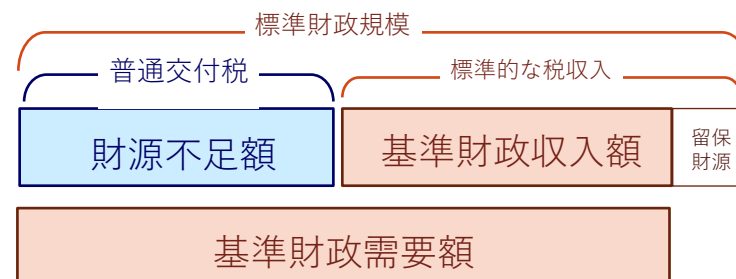 標準財政規模
普通交付税
標準的な税収入
財源不足額
基準財政収入額
留保
財源
基準財政需要額